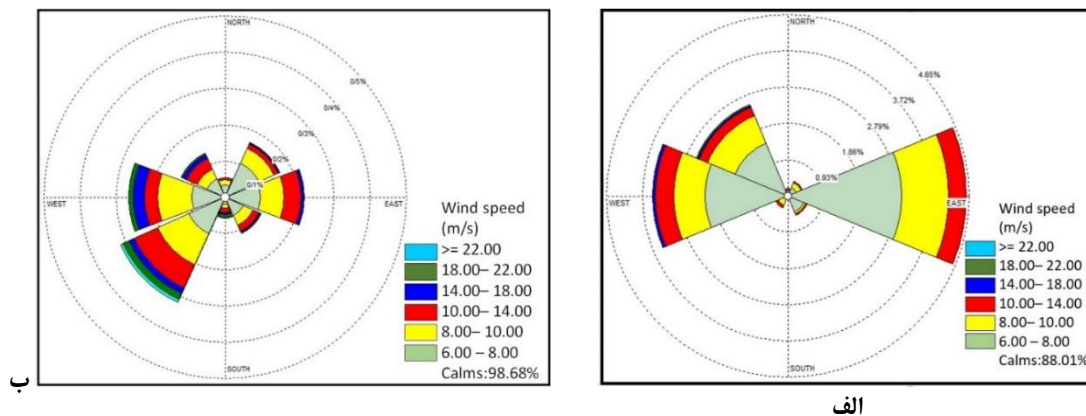 NORTH
0/5%
0/4%
0/3%
0/2%
0/1%
WEST
EAST
SOUTH
Wind speed
(m/s)
>= 22.00
18.00– 22.00
14.00– 18.00
10.00– 14.00
8.00– 10.00
6.00 – 8.00
Calms:98.68%
ب
NORTH
4.65%
3.72%
2.79%
1.86%
0.93%
WEST
EAST
SOUTH
Wind speed
(m/s)
>= 22.00
18.00– 22.00
14.00– 18.00
10.00– 14.00
8.00– 10.00
6.00– 8.00
Calms:88.01%
الف